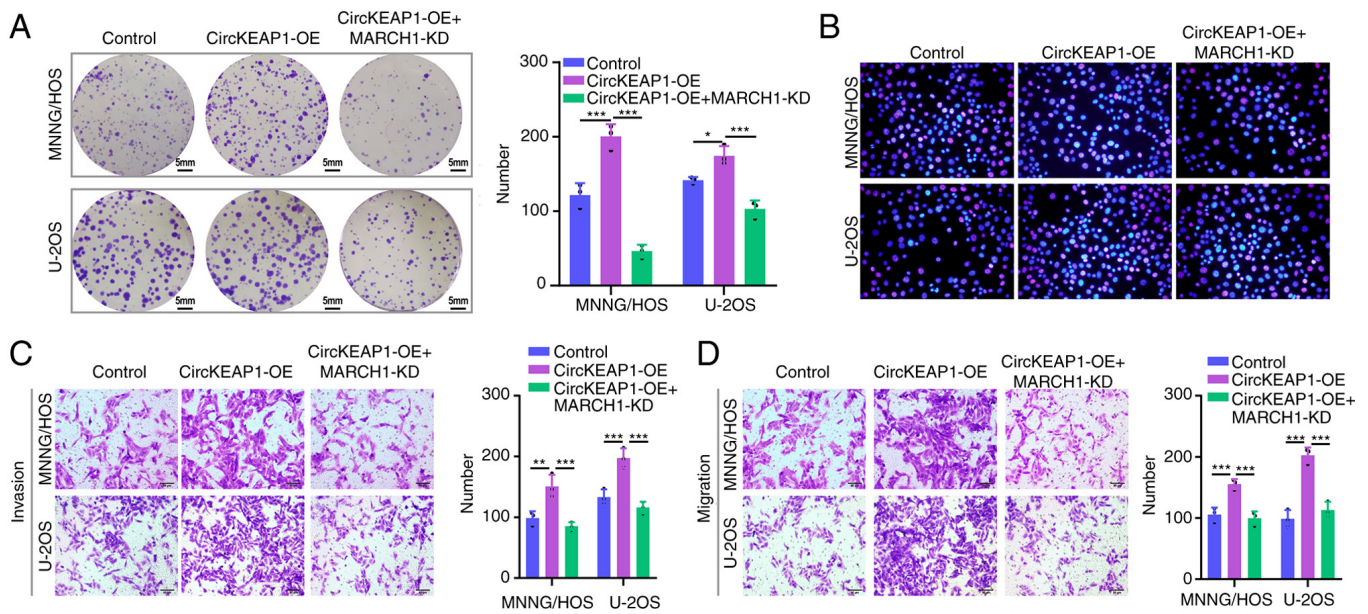 A
Control
CircKEAP1-OE
CircKEAP1-OE+
MARCH1-KD
MNNG/HOS
5mm
5mm
5mm
U-2OS
5mm
5mm
5mm
Control
CircKEAP1-OE
CircKEAP1-OE+MARCH1-KD
Number
300
200
100
0
***
***
*
***
MNNG/HOS
U-2OS
B
Control
CircKEAP1-OE
CircKEAP1-OE+
MARCH1-KD
MNNG/HOS
U-2OS
C
Control
CircKEAP1-OE
CircKEAP1-OE+
MARCH1-KD
Invasion
MNNG/HOS
U-2OS
Control
CircKEAP1-OE
CircKEAP1-OE+
MARCH1-KD
Number
300
200
100
0
**
***
***
***
MNNG/HOS
U-2OS
D
Control
CircKEAP1-OE
CircKEAP1-OE+
MARCH1-KD
Migration
MNNG/HOS
U-2OS
Control
CircKEAP1-OE
CircKEAP1-OE+
MARCH1-KD
Number
300
200
100
0
***
***
***
***
MNNG/HOS
U-2OS